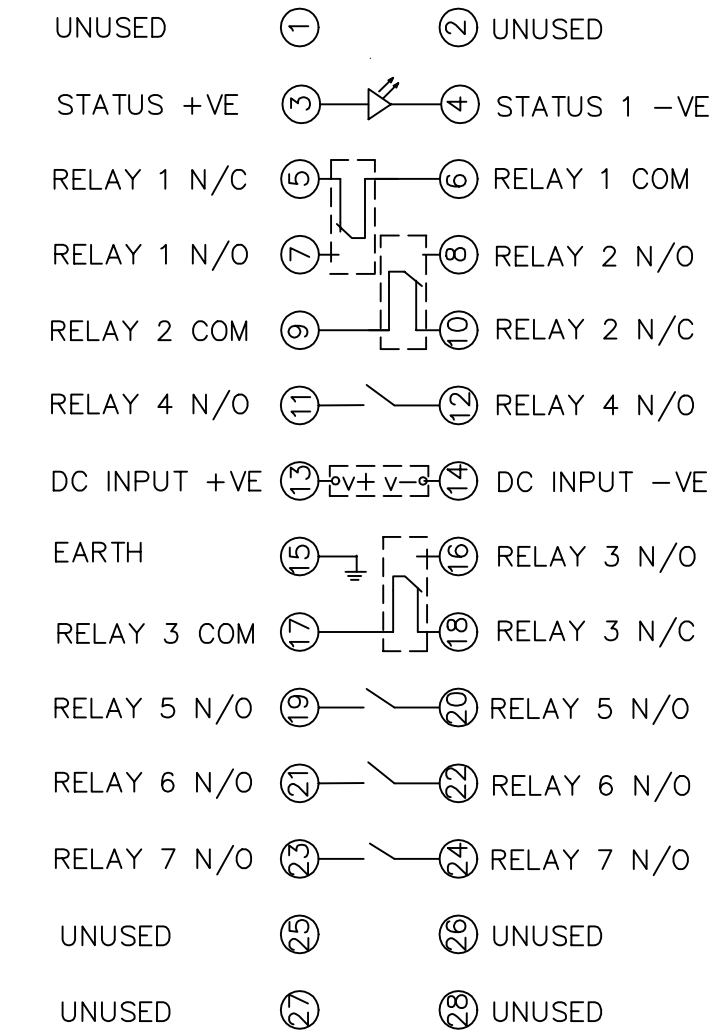 UNUSED 1 2 UNUSED
STATUS +VE 3 4 STATUS 1 −VE
RELAY 1 N/C 5 6 RELAY 1 COM
RELAY 1 N/O 7 8 RELAY 2 N/O
RELAY 2 COM 9 10 RELAY 2 N/C
RELAY 4 N/O 11 12 RELAY 4 N/O
DC INPUT +VE 13 V+ V− 14 DC INPUT −VE
EARTH 15 16 RELAY 3 N/O
RELAY 3 COM 17 18 RELAY 3 N/C
RELAY 5 N/O 19 20 RELAY 5 N/O
RELAY 6 N/O 21 22 RELAY 6 N/O
RELAY 7 N/O 23 24 RELAY 7 N/O
UNUSED 25 26 UNUSED
UNUSED 27 28 UNUSED